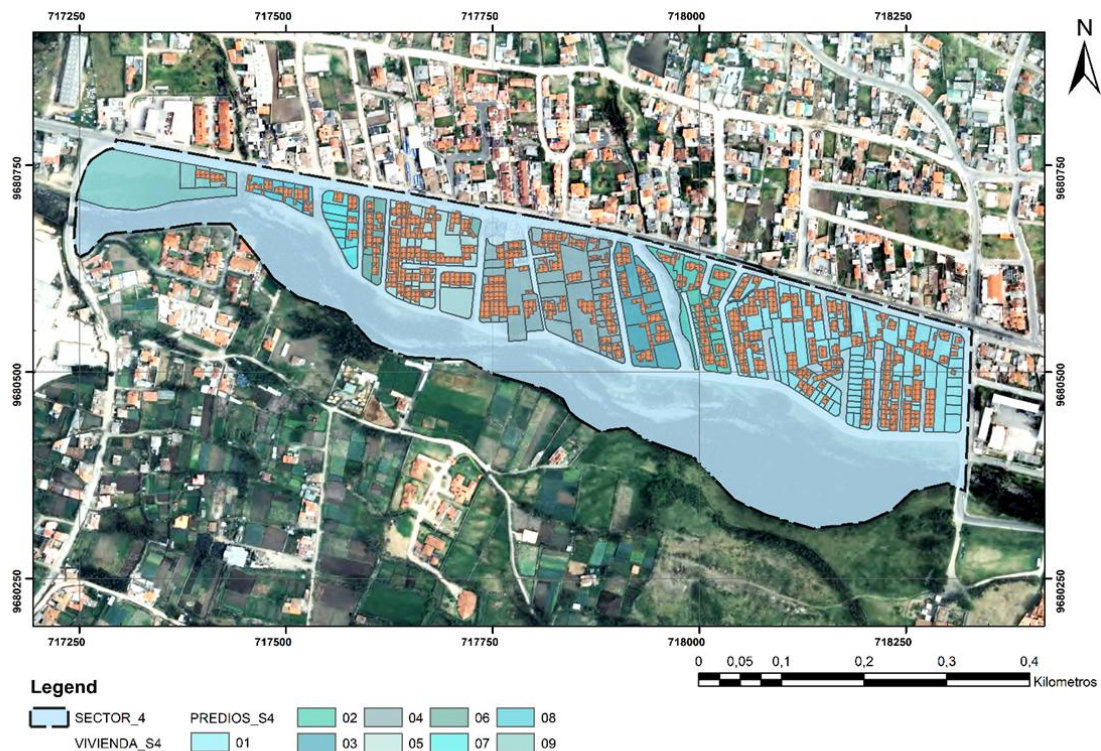 717250 717500 717750 718000 718250
N
9680750 9680750
9680500 9680500
9680250 9680250
717250 717500 717750 718000 718250
0 0,05 0,1 0,2 0,3 0,4
Kilometros
Legend
SECTOR_4 PREDIOS_S4 02 04 06 08
VIVIENDA_S4 01 03 05 07 09